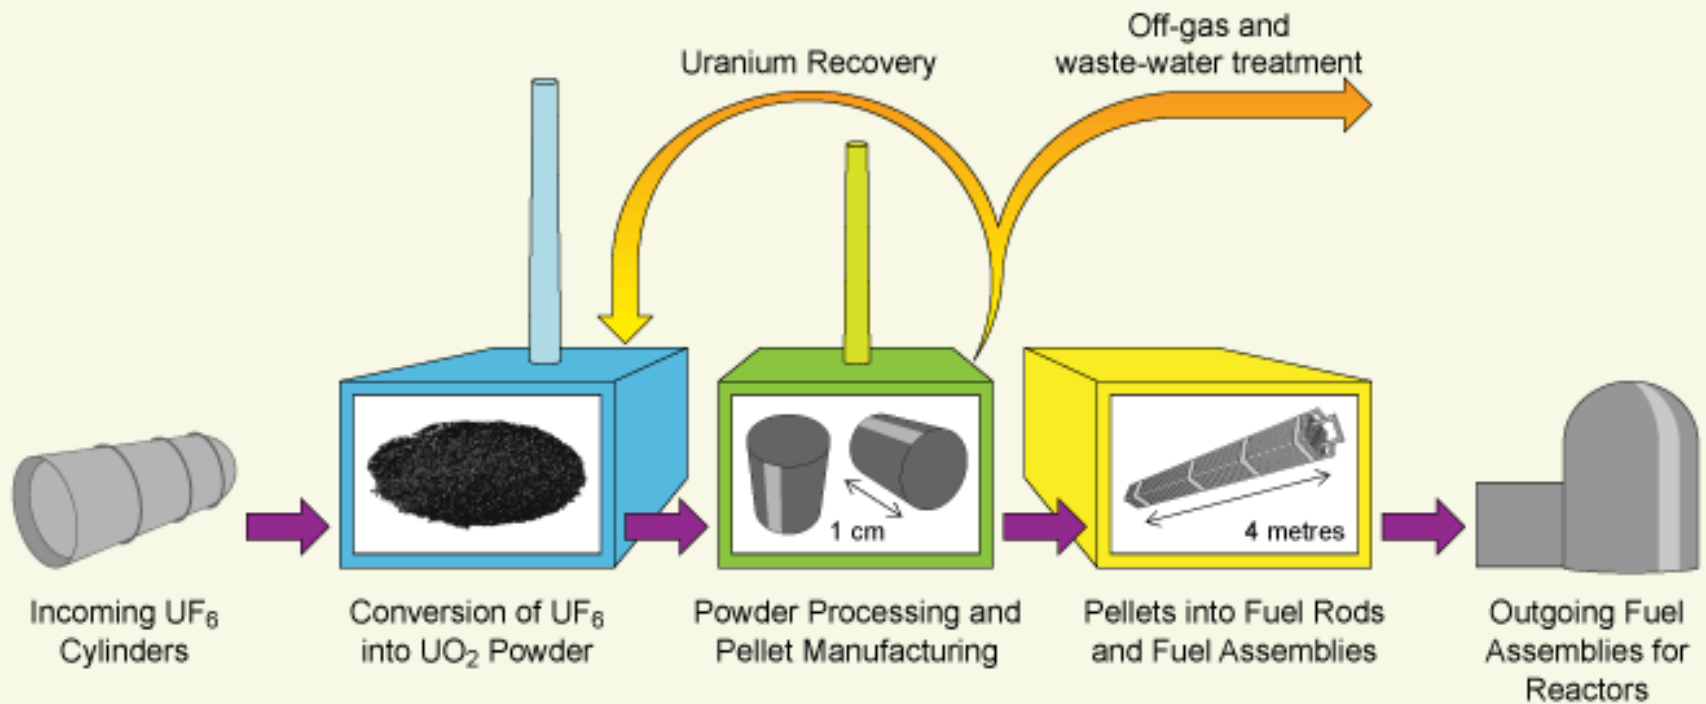 Off-gas and
waste-water treatment
Uranium Recovery
1 cm
4 metres
Incoming UF₆
Cylinders
Conversion of UF₆
into UO₂ Powder
Powder Processing and
Pellet Manufacturing
Pellets into Fuel Rods
and Fuel Assemblies
Outgoing Fuel
Assemblies for
Reactors